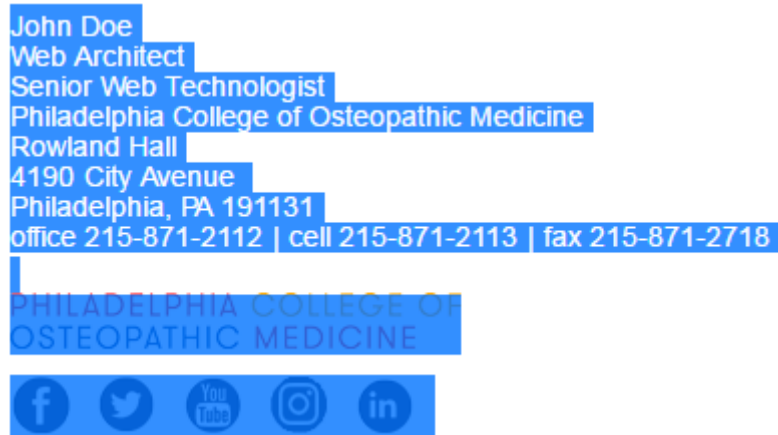 John Doe
Web Architect
Senior Web Technologist
Philadelphia College of Osteopathic Medicine
Rowland Hall
4190 City Avenue
Philadelphia, PA 191131
office 215-871-2112 | cell 215-871-2113 | fax 215-871-2718
PHILADELPHIA COLLEGE OF
OSTEOPATHIC MEDICINE
f You in
Tube